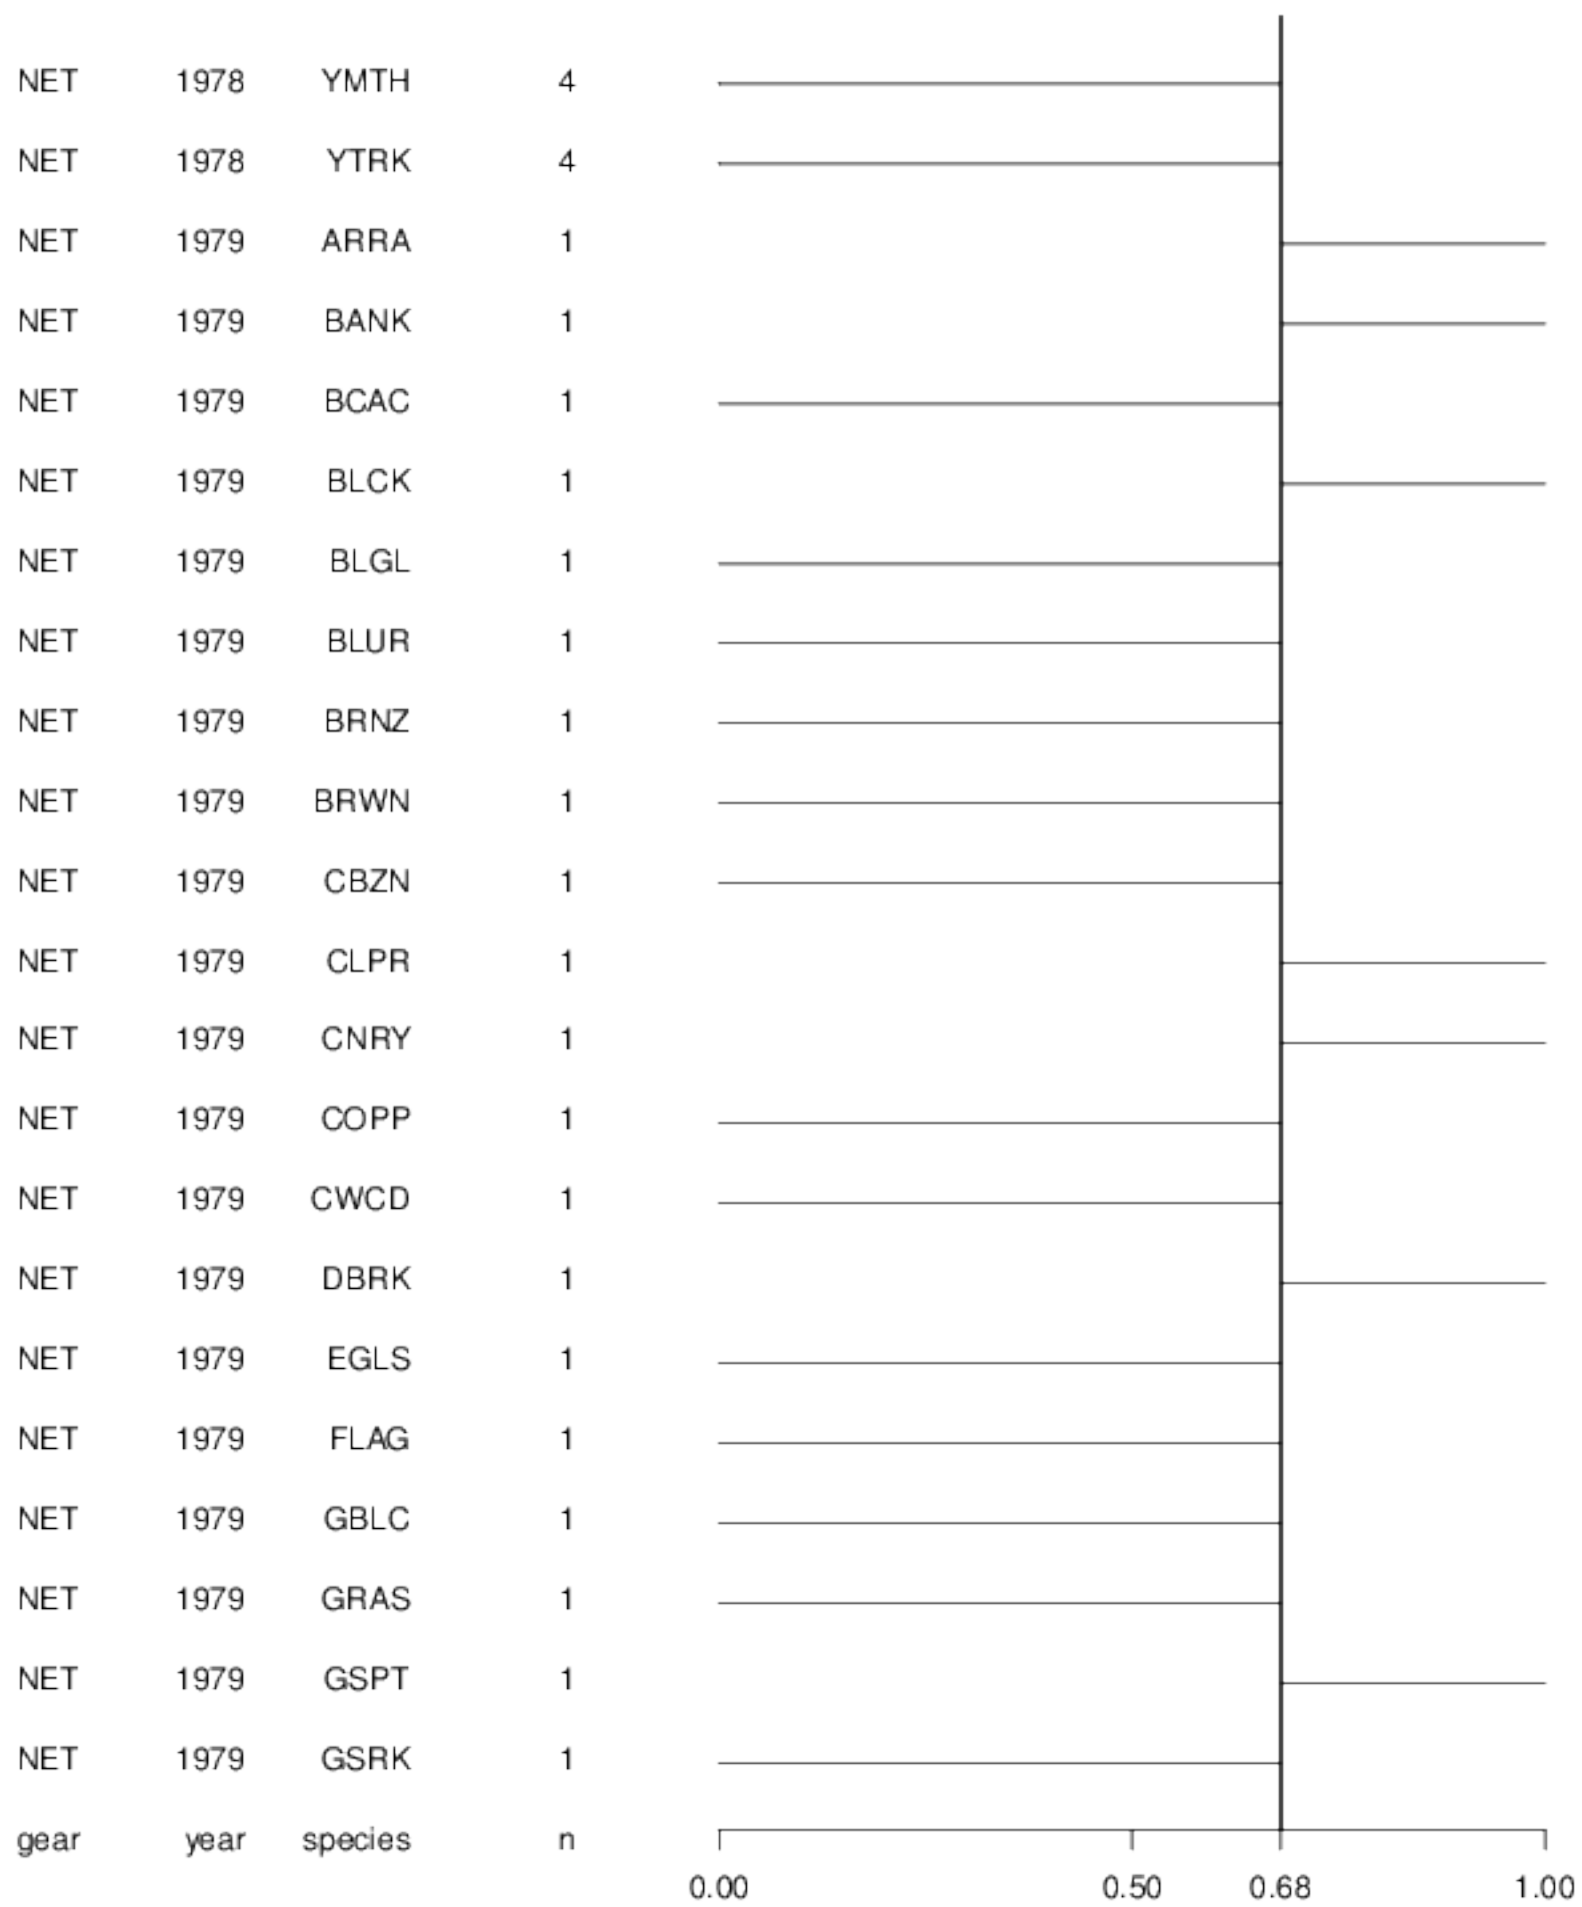 NET 1978 YMTH 4
NET 1978 YTRK 4
NET 1979 ARRA 1
NET 1979 BANK 1
NET 1979 BCAC 1
NET 1979 BLCK 1
NET 1979 BLGL 1
NET 1979 BLUR 1
NET 1979 BRNZ 1
NET 1979 BRWN 1
NET 1979 CBZN 1
NET 1979 CLPR 1
NET 1979 CNRY 1
NET 1979 COPP 1
NET 1979 CWCD 1
NET 1979 DBRK 1
NET 1979 EGLS 1
NET 1979 FLAG 1
NET 1979 GBLC 1
NET 1979 GRAS 1
NET 1979 GSPT 1
NET 1979 GSRK 1
gear year species n
0.00 0.50 0.68 1.00